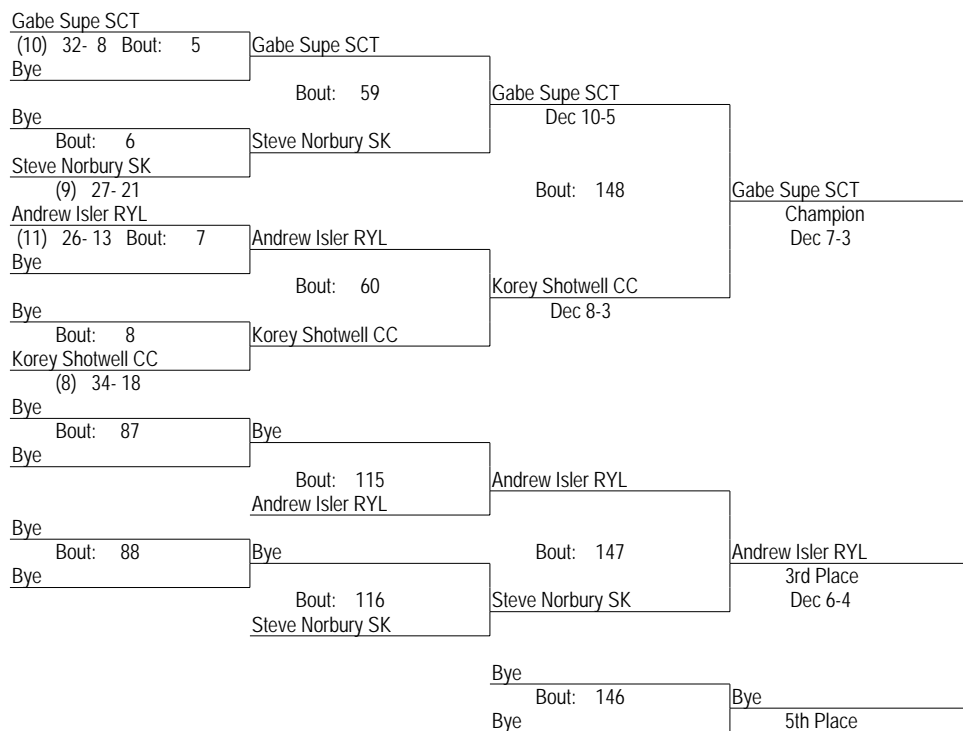 Gabe Supe SCT
(10) 32- 8 Bout: 5 Gabe Supe SCT
Bye
Bout: 59 Gabe Supe SCT
Bye Dec 10-5
Bout: 6 Steve Norbury SK
Steve Norbury SK
(9) 27- 21 Bout: 148 Gabe Supe SCT
Andrew Isler RYL Champion
(11) 26- 13 Bout: 7 Andrew Isler RYL Dec 7-3
Bye
Bout: 60 Korey Shotwell CC
Bye Dec 8-3
Bout: 8 Korey Shotwell CC
Korey Shotwell CC
(8) 34- 18
Bye
Bout: 87 Bye
Bye
Bout: 115 Andrew Isler RYL
Andrew Isler RYL
Bye
Bout: 88 Bye Bout: 147 Andrew Isler RYL
Bye 3rd Place
Bout: 116 Steve Norbury SK Dec 6-4
Steve Norbury SK
Bye
Bout: 146 Bye
Bye 5th Place